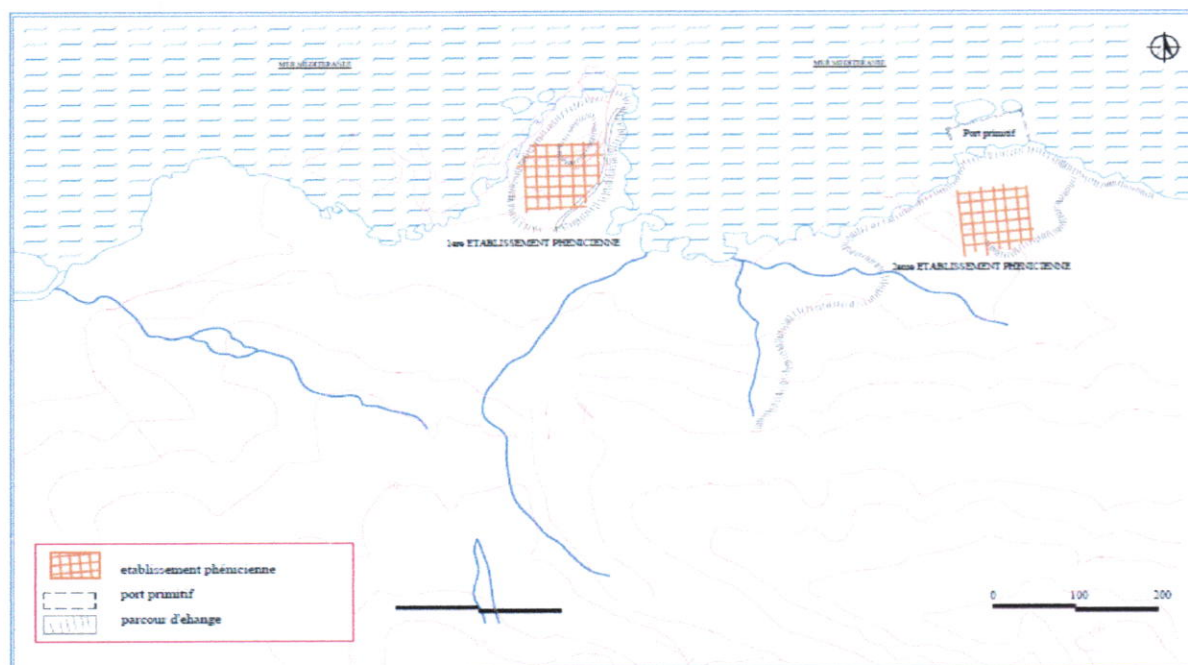 MER MEDITERANEE
MER MEDITERANEE
Port primitif
1ere ETABLISSEMENT PHENICIENNE
2eme ETABLISSEMENT PHENICIENNE
etablissement phénicienne
port primitif
parcour d'ehange
0 100 200